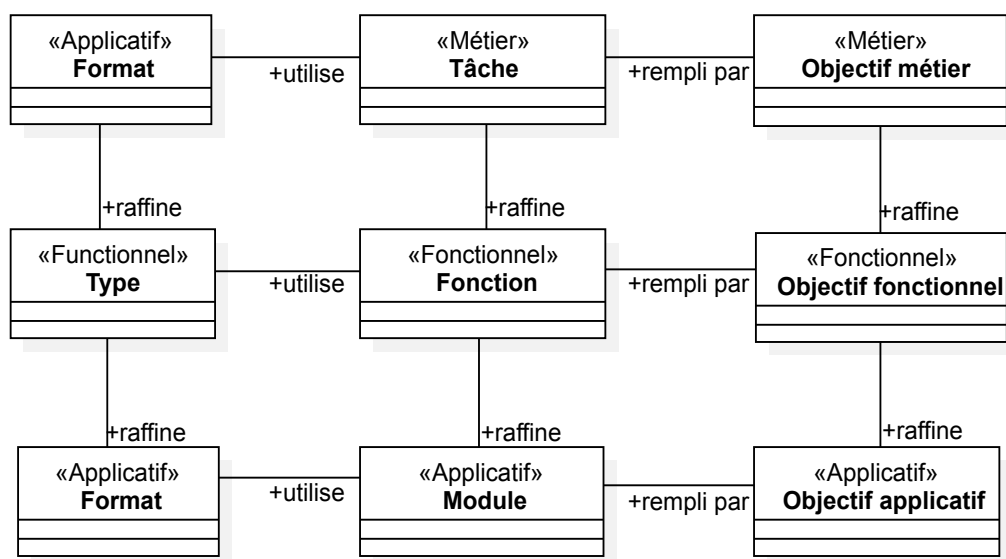 «Applicatif»
Format
+utilise
«Métier»
Tâche
+rempli par
«Métier»
Objectif métier
+raffine
+raffine
+raffine
«Functionnel»
Type
+utilise
«Fonctionnel»
Fonction
+rempli par
«Fonctionnel»
Objectif fonctionnel
+raffine
+raffine
+raffine
«Applicatif»
Format
+utilise
«Applicatif»
Module
+rempli par
«Applicatif»
Objectif applicatif